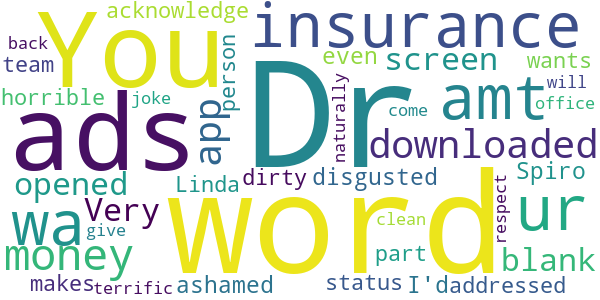 acknowledge
You
insurance
Dr
back
team
person
even
screen
wants
horrible
joke
ads
app
naturally
come
amt
will
office
downloaded
opened
Linda
dirty
disgusted
Spiro
word
ur
wa
Very
give
clean
respect
money
part
blank
makes
terrific
ashamed
status
I'd
addressed